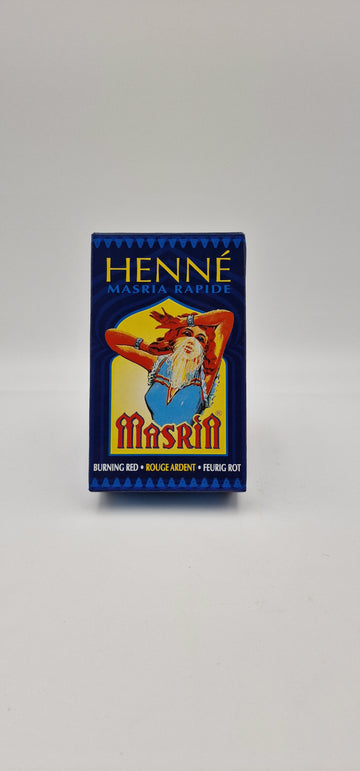 HENNÉ
MASRIA RAPIDE
MASRIA®
BURNING RED • ROUGE ARDENT • FEURIG ROT